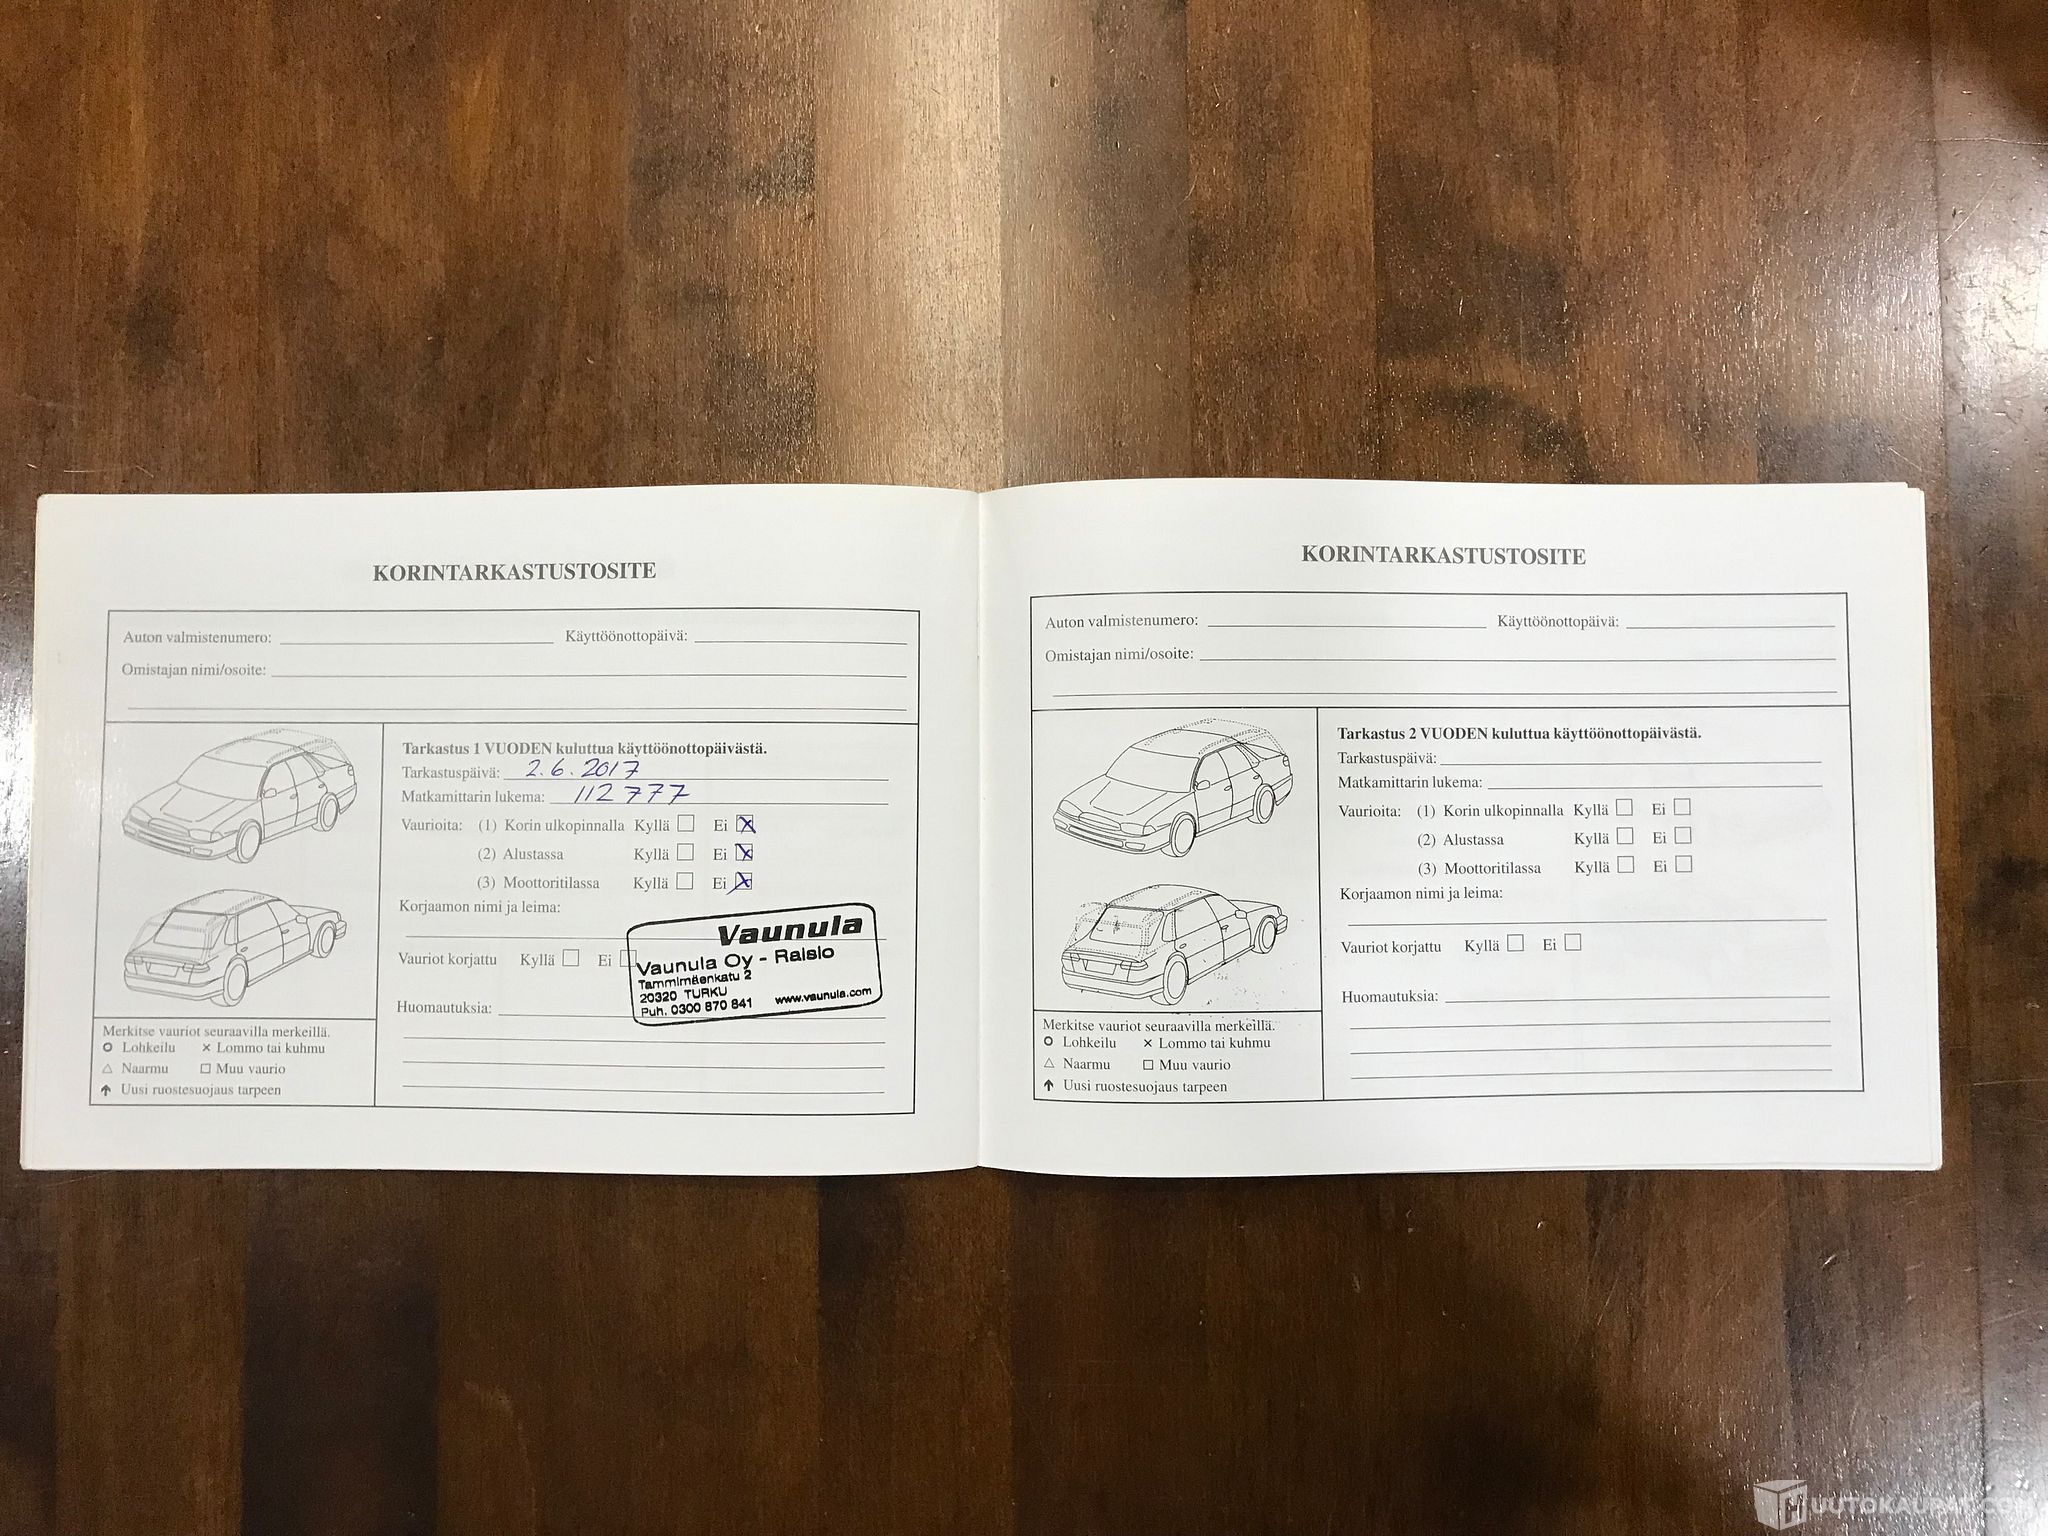 KORINTARKASTUSTOSITE
Auton valmistenumero: Käyttöönottopäivä:
Omistajan nimi/osoite:
Tarkastus 1 VUODEN kuluttua käyttöönottopäivästä.
Tarkastuspäivä: 2.6.2017
Matkamittarin lukema: 112777
Vaurioita: (1) Korin ulkopinnalla Kyllä Ei X
(2) Alustassa Kyllä Ei X
(3) Moottoritilassa Kyllä Ei X
Korjaamon nimi ja leima:
Vaunula
Vaunula Oy - Raisio
Tammimäenkatu 2
20320 TURKU
Puh. 0300 870 841 www.vaunula.com
Vauriot korjattu Kyllä Ei
Huomautuksia:
Merkitse vauriot seuraavilla merkeillä.
○ Lohkeilu × Lommo tai kuhmu
△ Naarmu □ Muu vaurio
↑ Uusi ruostesuojaus tarpeen
KORINTARKASTUSTOSITE
Auton valmistenumero: Käyttöönottopäivä:
Omistajan nimi/osoite:
Tarkastus 2 VUODEN kuluttua käyttöönottopäivästä.
Tarkastuspäivä:
Matkamittarin lukema:
Vaurioita: (1) Korin ulkopinnalla Kyllä Ei
(2) Alustassa Kyllä Ei
(3) Moottoritilassa Kyllä Ei
Korjaamon nimi ja leima:
Vauriot korjattu Kyllä Ei
Huomautuksia:
Merkitse vauriot seuraavilla merkeillä.
○ Lohkeilu × Lommo tai kuhmu
△ Naarmu □ Muu vaurio
↑ Uusi ruostesuojaus tarpeen